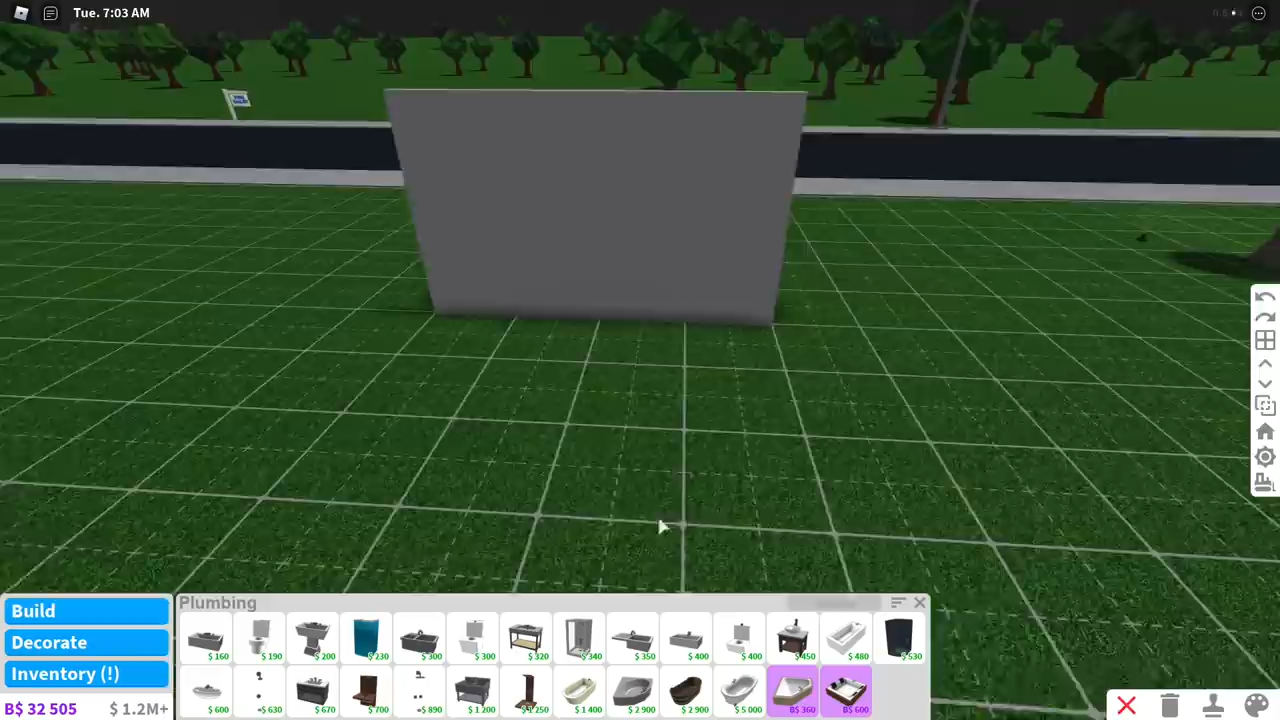 Tue. 7:03 AM
Plumbing
Build
Decorate
Inventory (!)
B$ 32 505 $ 1.2M+
$ 160 $ 190 $ 200 $ 230 $ 300 $ 300 $ 320 $ 340 $ 350 $ 400 $ 400 $ 450 $ 480 $ 530
$ 600 $ 630 $ 670 $ 700 $ 890 $ 1 200 $ 1 250 $ 1 400 $ 2 900 $ 2 900 $ 5 000 B$ 360 B$ 600